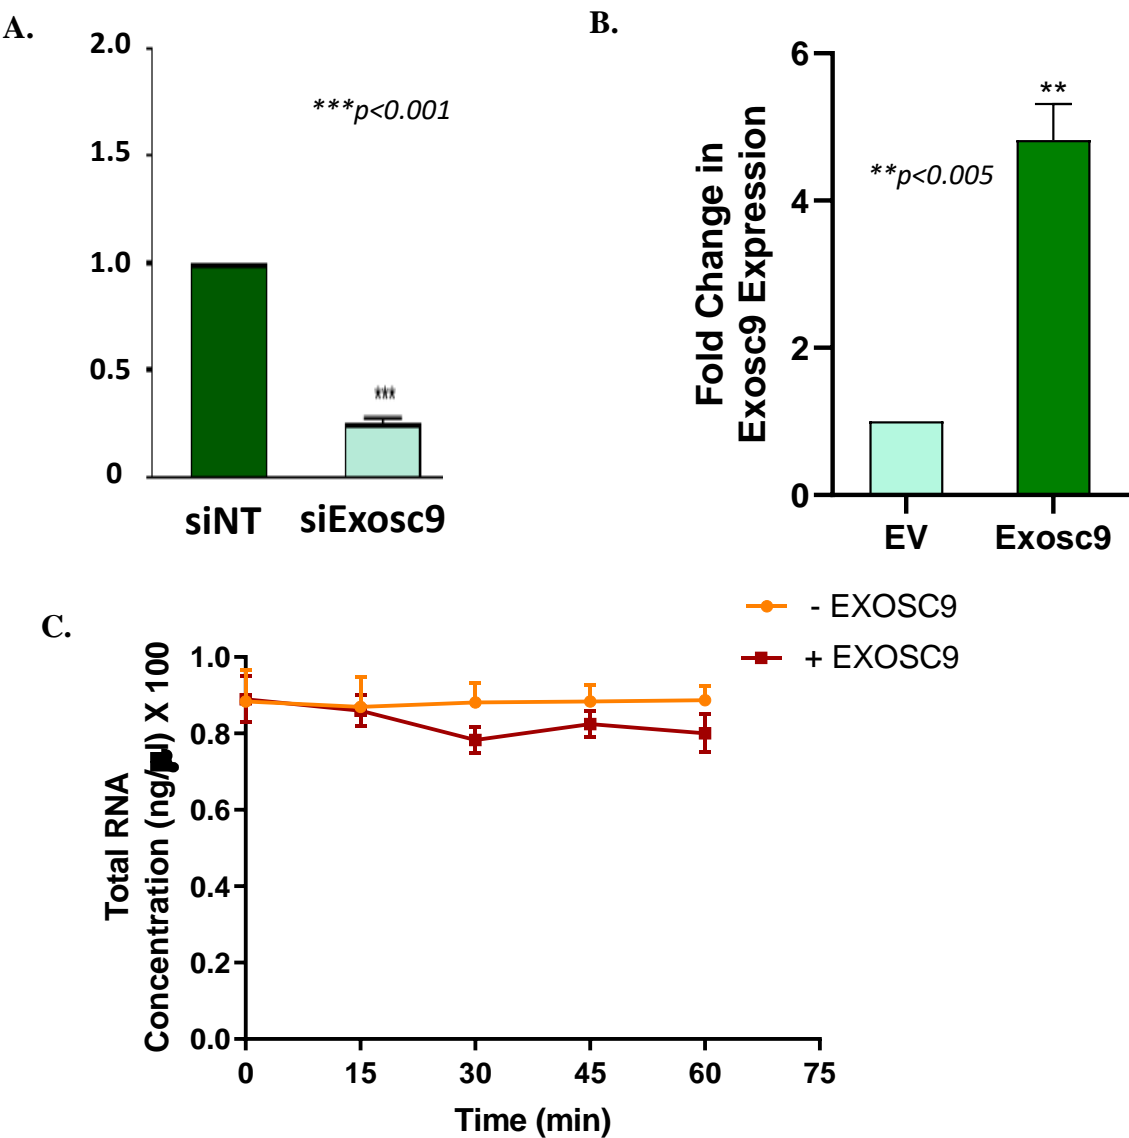 A.
2.0
1.5
1.0
0.5
0
***p<0.001
***
siNT siExosc9
B.
Fold Change in
Exosc9 Expression
6
4
2
0
**
**p<0.005
EV Exosc9
C.
- EXOSC9
+ EXOSC9
Total RNA
Concentration (ng/µl) X 100
1.0
0.8
0.6
0.4
0.2
0.0
0 15 30 45 60 75
Time (min)